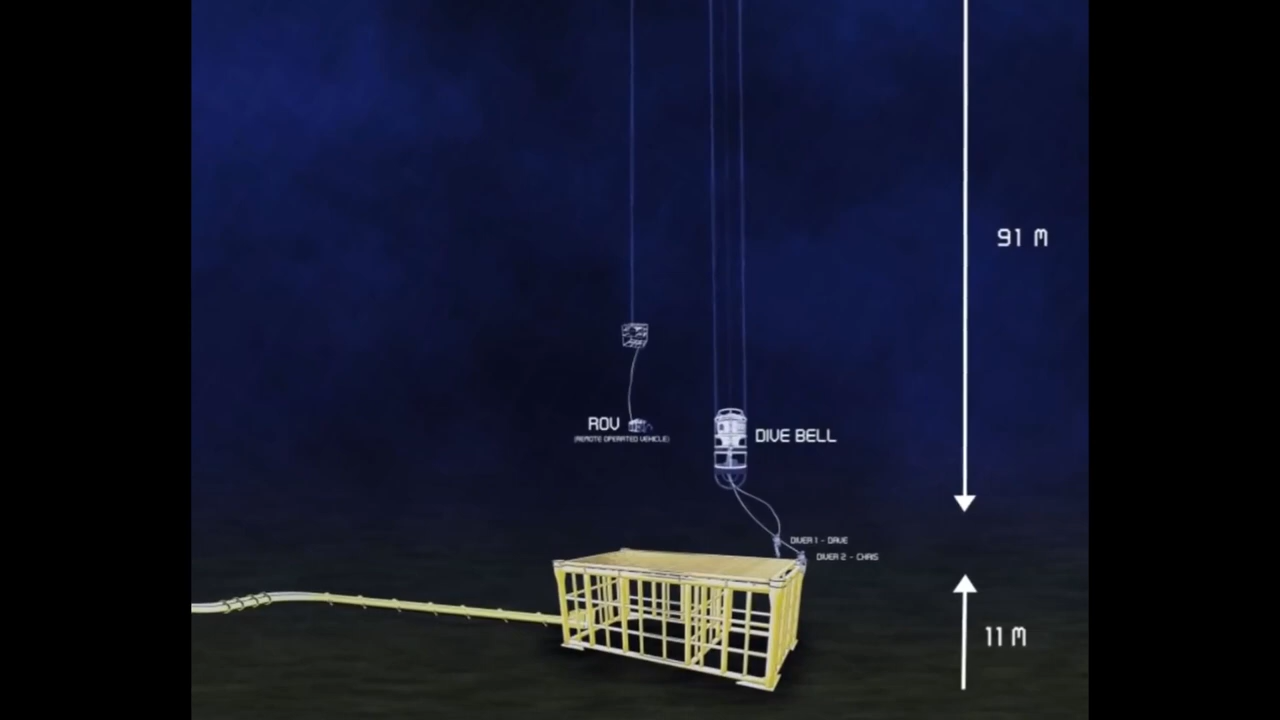 91 M
ROV
(REMOTE OPERATED VEHICLE)
DIVE BELL
DIVER 1 - DAVE
DIVER 2 - CHRIS
11 M